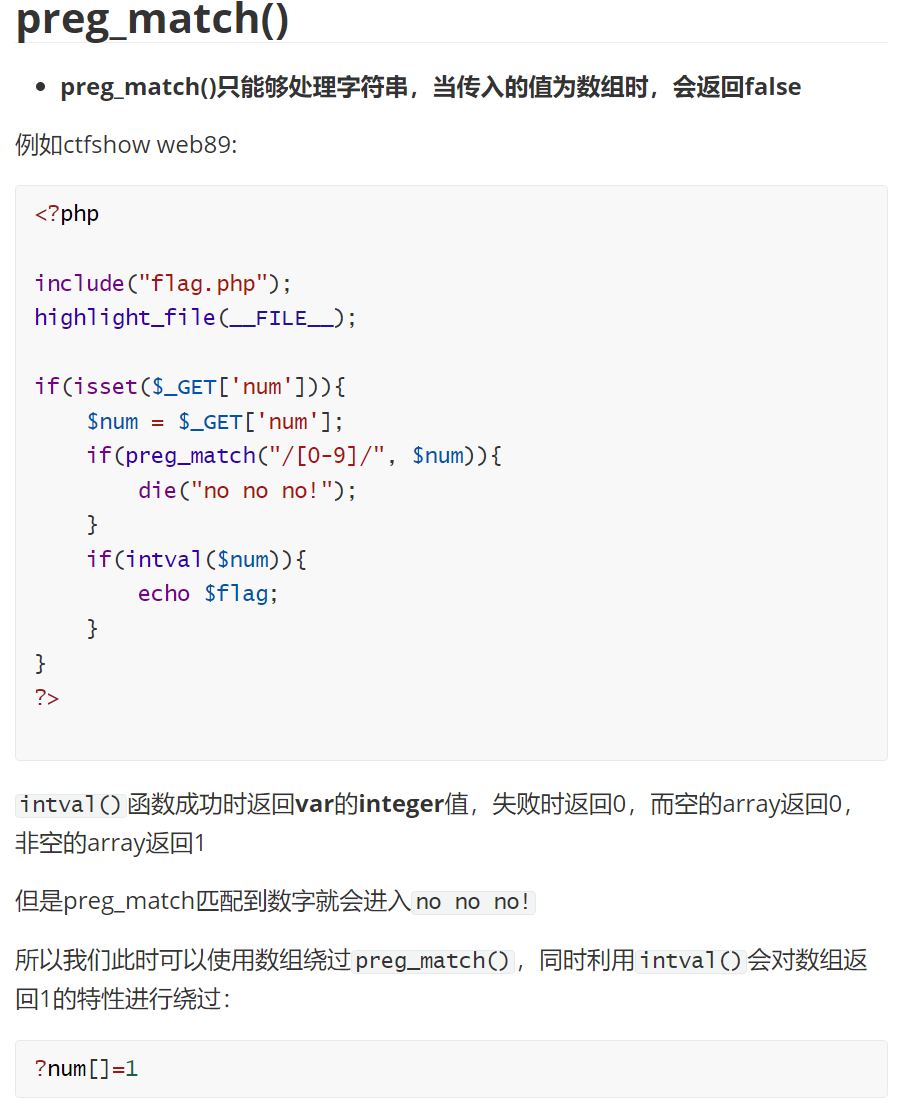 preg_match()
• preg_match()只能够处理字符串，当传入的值为数组时，会返回false
例如ctfshow web89:
<?php
include("flag.php");
highlight_file(__FILE__);
if(isset($_GET['num'])){
    $num = $_GET['num'];
    if(preg_match("/[0-9]/", $num)){
        die("no no no!");
    }
    if(intval($num)){
        echo $flag;
    }
}
?>
intval()函数成功时返回var的integer值，失败时返回0，而空的array返回0，
非空的array返回1
但是preg_match匹配到数字就会进入no no no!
所以我们此时可以使用数组绕过preg_match()，同时利用intval()会对数组返
回1的特性进行绕过：
?num[]=1